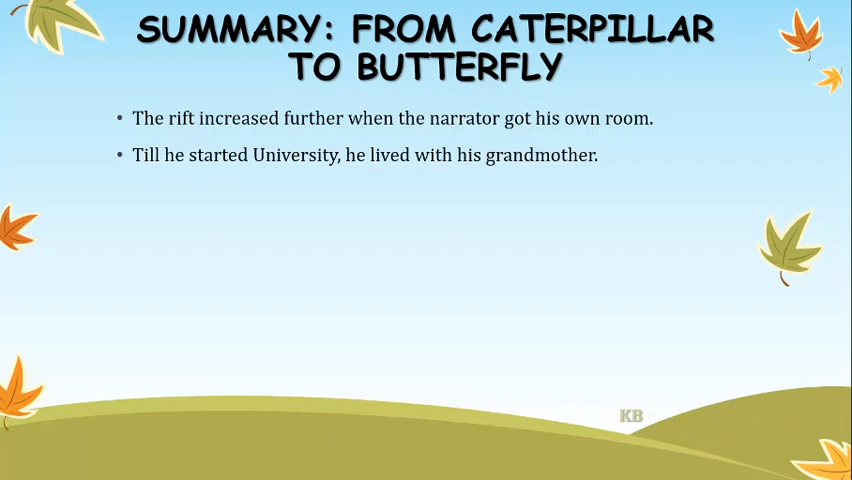 SUMMARY: FROM CATERPILLAR
TO BUTTERFLY
• The rift increased further when the narrator got his own room.
• Till he started University, he lived with his grandmother.
KB